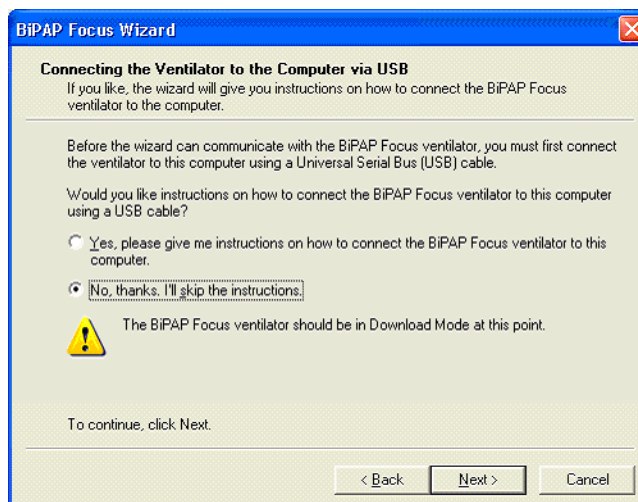 BiPAP Focus Wizard
Connecting the Ventilator to the Computer via USB
If you like, the wizard will give you instructions on how to connect the BiPAP Focus
ventilator to the computer.
Before the wizard can communicate with the BiPAP Focus ventilator, you must first connect
the ventilator to this computer using a Universal Serial Bus (USB) cable.
Would you like instructions on how to connect the BiPAP Focus ventilator to this computer
using a USB cable?
Yes, please give me instructions on how to connect the BiPAP Focus ventilator to this
computer.
No, thanks. I'll skip the instructions.
The BiPAP Focus ventilator should be in Download Mode at this point.
To continue, click Next.
< Back Next > Cancel